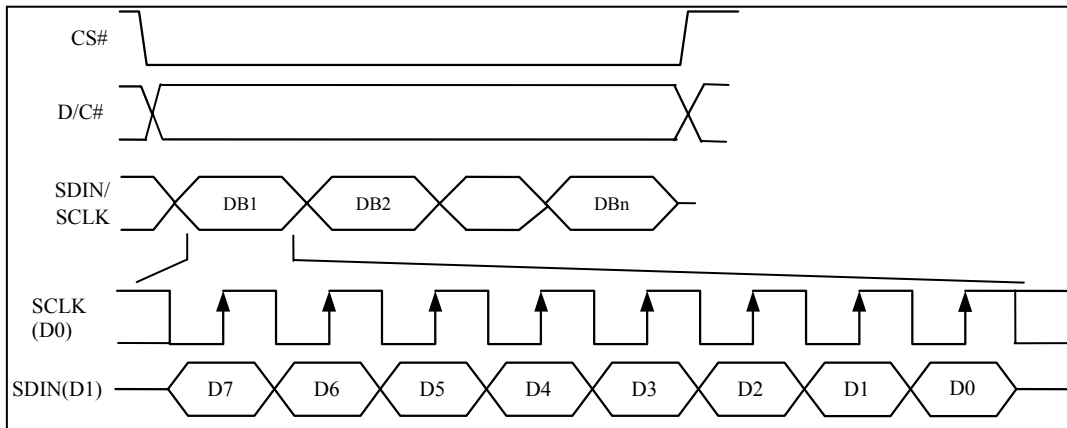 CS#
D/C#
SDIN/
SCLK
DB1 DB2 DBn
SCLK
(D0)
SDIN(D1) D7 D6 D5 D4 D3 D2 D1 D0